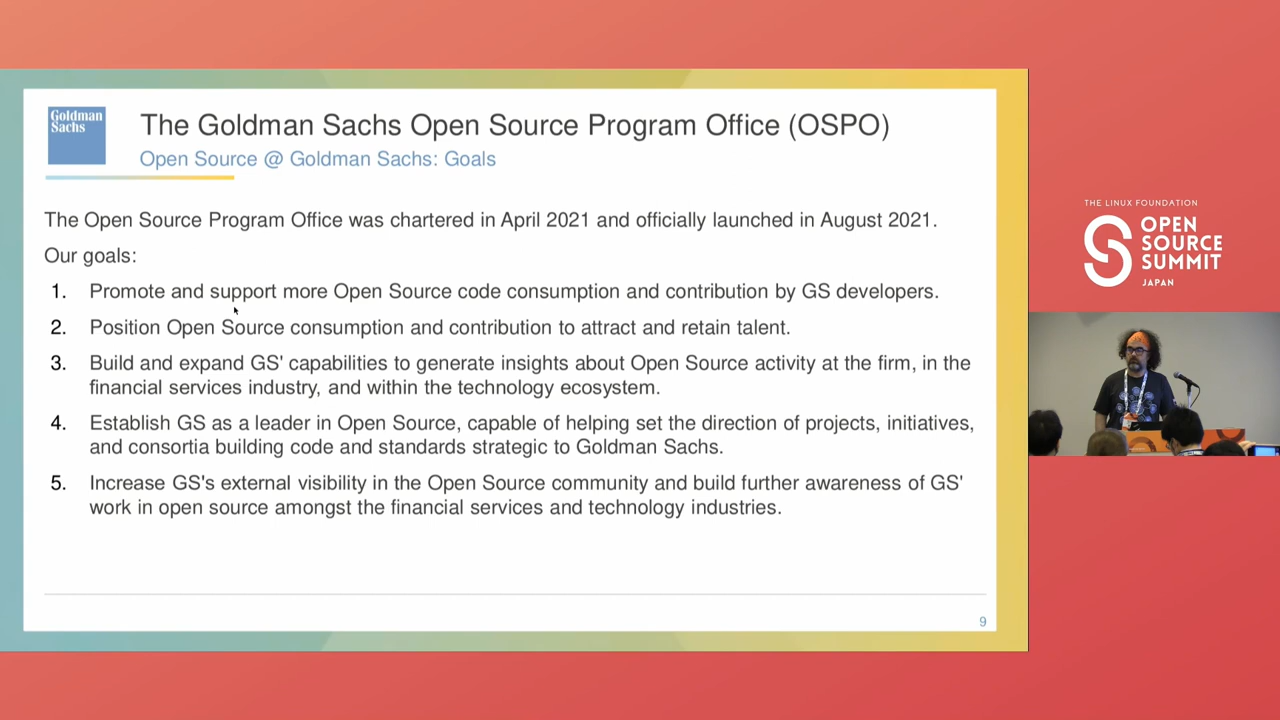 Goldman
Sachs
The Goldman Sachs Open Source Program Office (OSPO)
Open Source @ Goldman Sachs: Goals
The Open Source Program Office was chartered in April 2021 and officially launched in August 2021.
Our goals:
1. Promote and support more Open Source code consumption and contribution by GS developers.
2. Position Open Source consumption and contribution to attract and retain talent.
3. Build and expand GS' capabilities to generate insights about Open Source activity at the firm, in the
financial services industry, and within the technology ecosystem.
4. Establish GS as a leader in Open Source, capable of helping set the direction of projects, initiatives,
and consortia building code and standards strategic to Goldman Sachs.
5. Increase GS's external visibility in the Open Source community and build further awareness of GS'
work in open source amongst the financial services and technology industries.
9
THE LINUX FOUNDATION
OPEN
SOURCE
SUMMIT
JAPAN